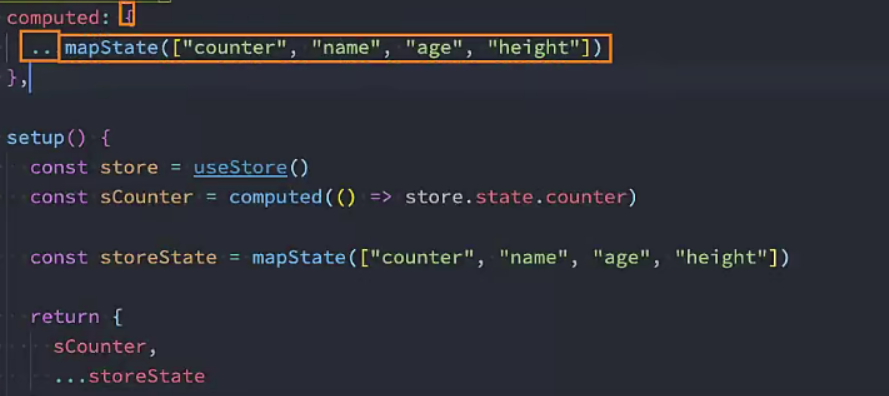 computed: {
...mapState(["counter", "name", "age", "height"])
},
setup() {
const store = useStore()
const sCounter = computed(() => store.state.counter)
const storeState = mapState(["counter", "name", "age", "height"])
return {
sCounter,
...storeState